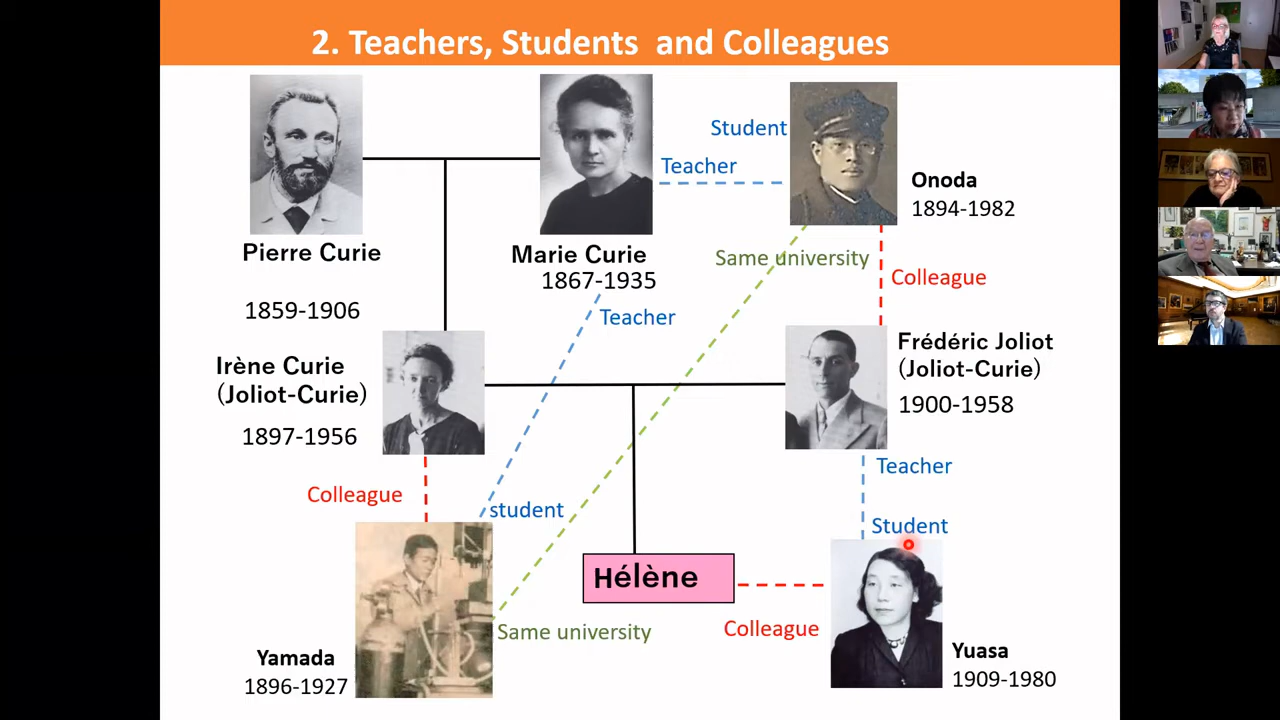 2. Teachers, Students and Colleagues
Student
Teacher
Onoda
1894-1982
Pierre Curie
1859-1906
Marie Curie
1867-1935
Same university
Colleague
Teacher
Irène Curie
(Joliot-Curie)
1897-1956
Frédéric Joliot
(Joliot-Curie)
1900-1958
Colleague
student
Teacher
Student
Hélène
Colleague
Same university
Yamada
1896-1927
Yuasa
1909-1980